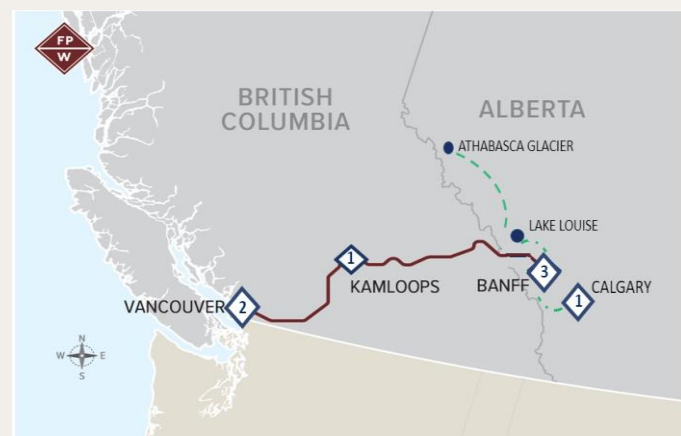 FP
W
BRITISH
COLUMBIA
ALBERTA
ATHABASCA GLACIER
LAKE LOUISE
1
KAMLOOPS
BANFF
3
CALGARY
1
VANCOUVER
2
N
W
E
S